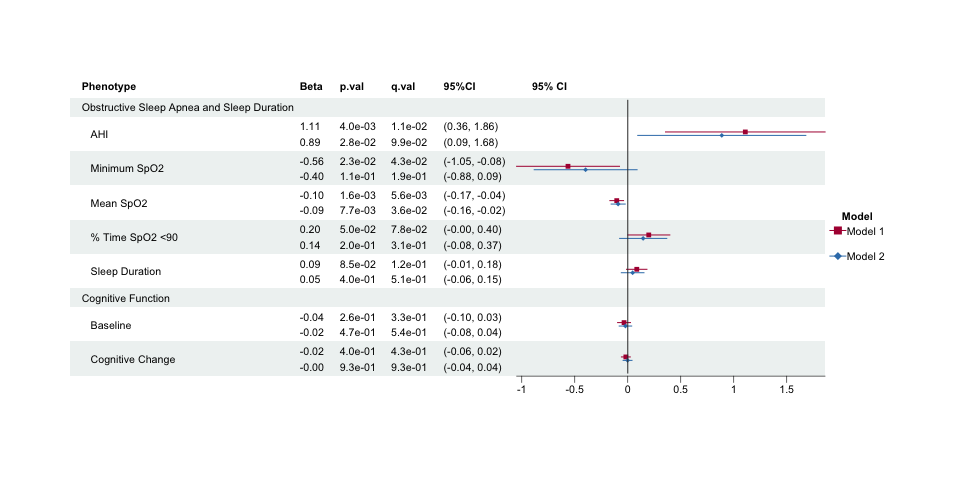 Phenotype Beta p.val q.val 95%CI 95% CI
Obstructive Sleep Apnea and Sleep Duration
AHI
1.11 4.0e-03 1.1e-02 (0.36, 1.86)
0.89 2.8e-02 9.9e-02 (0.09, 1.68)
Minimum SpO2
-0.56 2.3e-02 4.3e-02 (-1.05, -0.08)
-0.40 1.1e-01 1.9e-01 (-0.88, 0.09)
Mean SpO2
-0.10 1.6e-03 5.6e-03 (-0.17, -0.04)
-0.09 7.7e-03 3.6e-02 (-0.16, -0.02)
% Time SpO2 <90
0.20 5.0e-02 7.8e-02 (-0.00, 0.40)
0.14 2.0e-01 3.1e-01 (-0.08, 0.37)
Sleep Duration
0.09 8.5e-02 1.2e-01 (-0.01, 0.18)
0.05 4.0e-01 5.1e-01 (-0.06, 0.15)
Cognitive Function
Baseline
-0.04 2.6e-01 3.3e-01 (-0.10, 0.03)
-0.02 4.7e-01 5.4e-01 (-0.08, 0.04)
Cognitive Change
-0.02 4.0e-01 4.3e-01 (-0.06, 0.02)
-0.00 9.3e-01 9.3e-01 (-0.04, 0.04)
-1 -0.5 0 0.5 1 1.5
Model
Model 1
Model 2